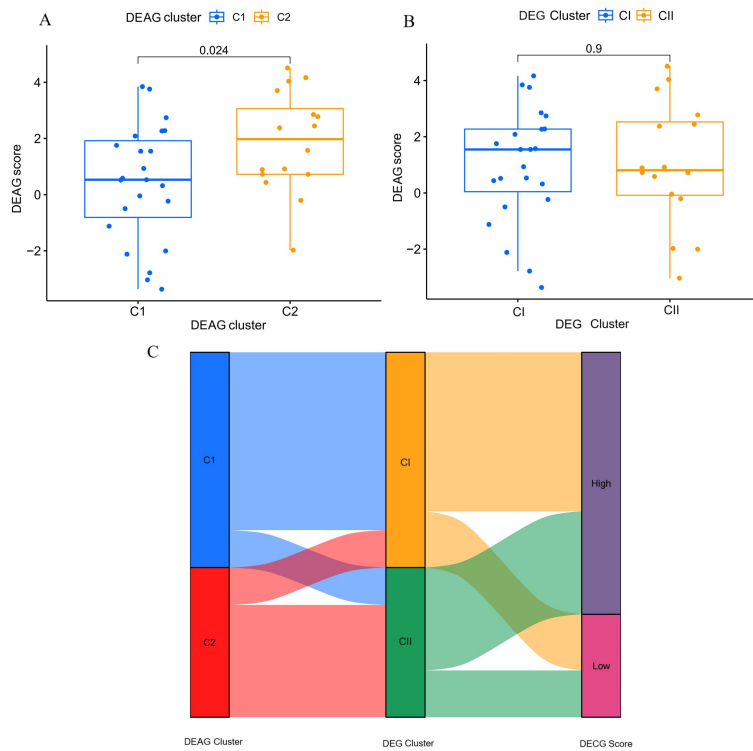 A
DEAG cluster C1 C2
0.024
4
2
0
−2
DEAG score
C1 C2
DEAG cluster
B
DEG Cluster CI CII
0.9
4
2
0
−2
DEAG score
CI CII
DEG Cluster
C
C1
C2
CI
CII
High
Low
DEAG Cluster DEG Cluster DECG Score